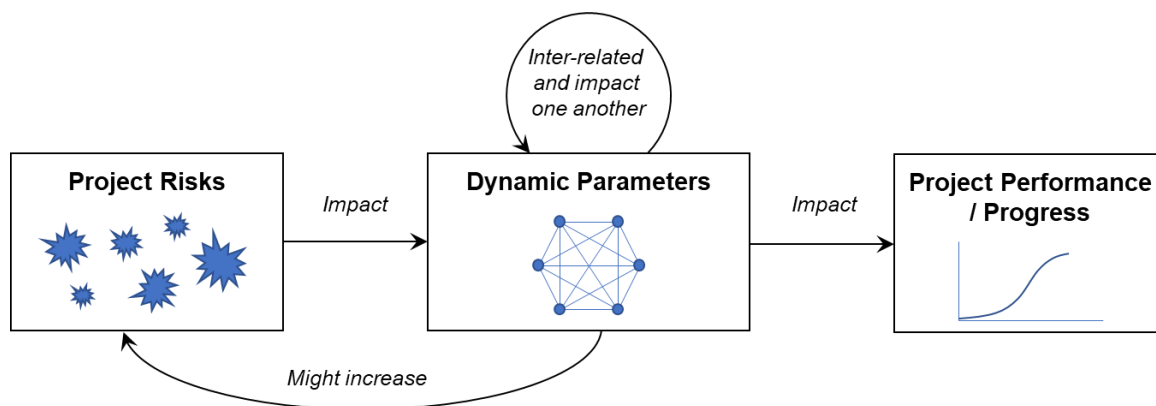 Inter-related
and impact
one another
Project Risks
Impact
Dynamic Parameters
Impact
Project Performance
/ Progress
Might increase